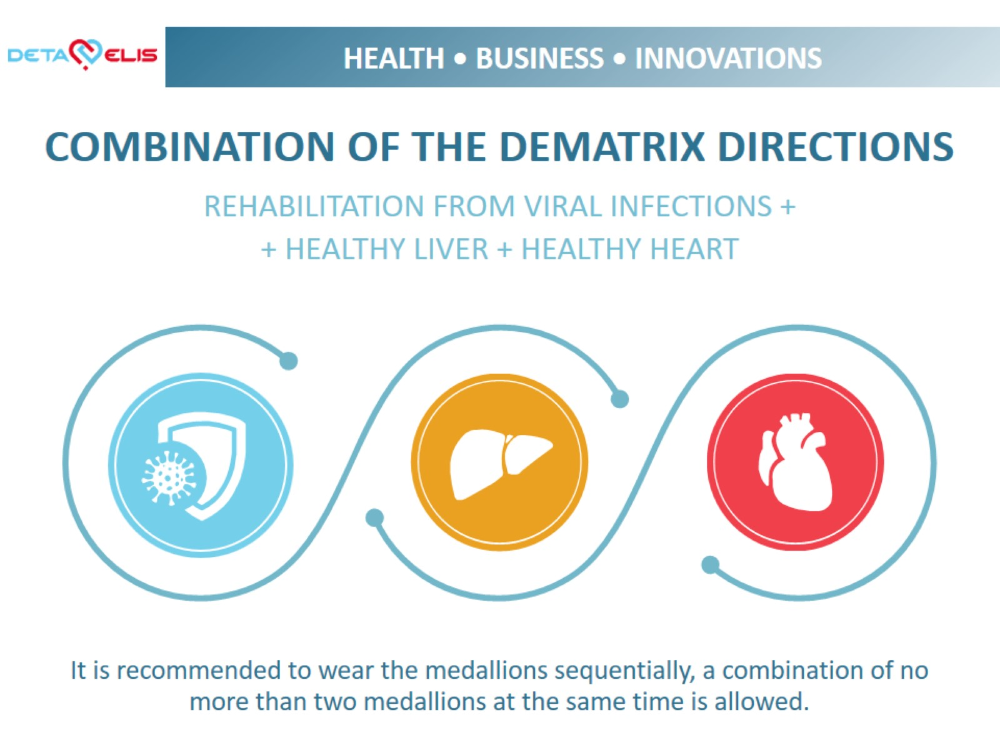 DETA ELIS
HEALTH • BUSINESS • INNOVATIONS
COMBINATION OF THE DEMATRIX DIRECTIONS
REHABILITATION FROM VIRAL INFECTIONS +
+ HEALTHY LIVER + HEALTHY HEART
It is recommended to wear the medallions sequentially, a combination of no
more than two medallions at the same time is allowed.